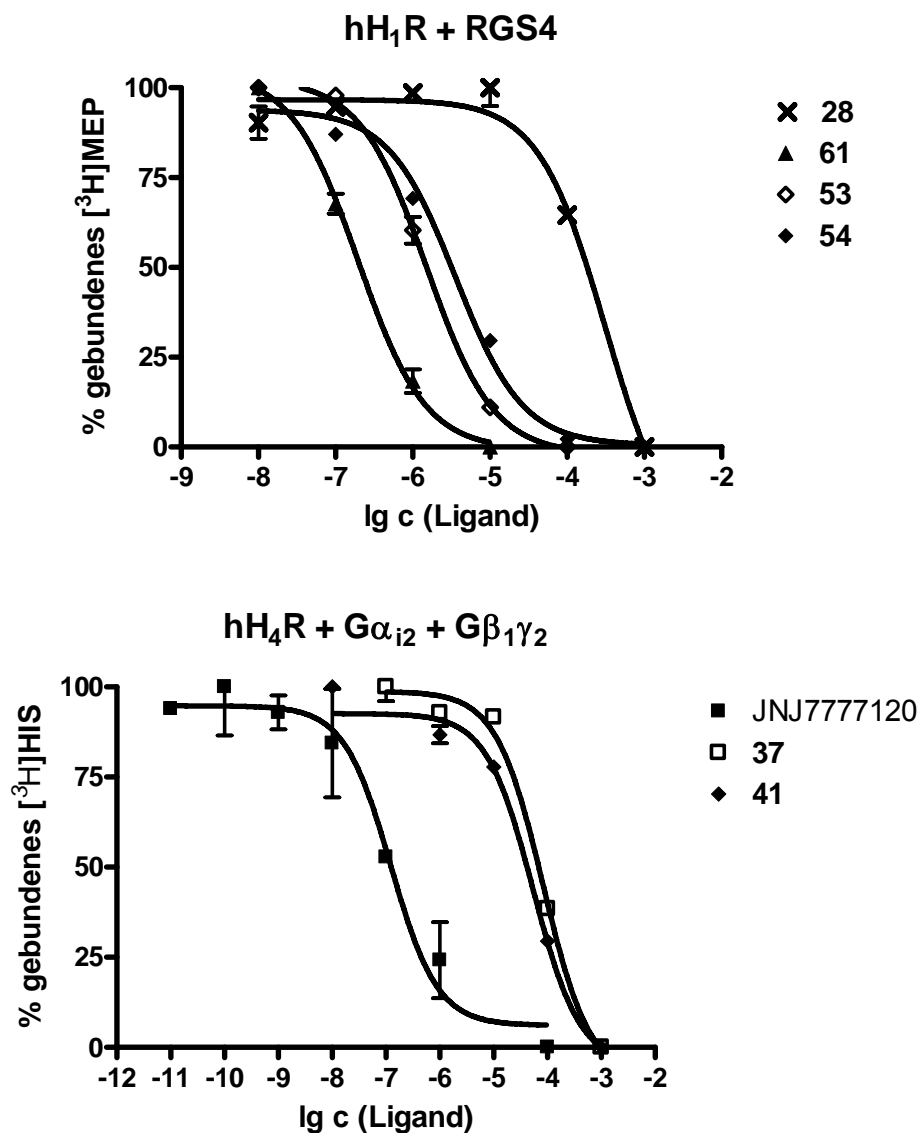 hH₁R + RGS4
% gebundenes [³H]MEP
100
75
50
25
0
-9 -8 -7 -6 -5 -4 -3 -2
lg c (Ligand)
28
61
53
54
hH₄R + Gα_i2 + Gβ₁γ₂
% gebundenes [³H]HIS
100
75
50
25
0
-12 -11 -10 -9 -8 -7 -6 -5 -4 -3 -2
lg c (Ligand)
JNJ7777120
37
41